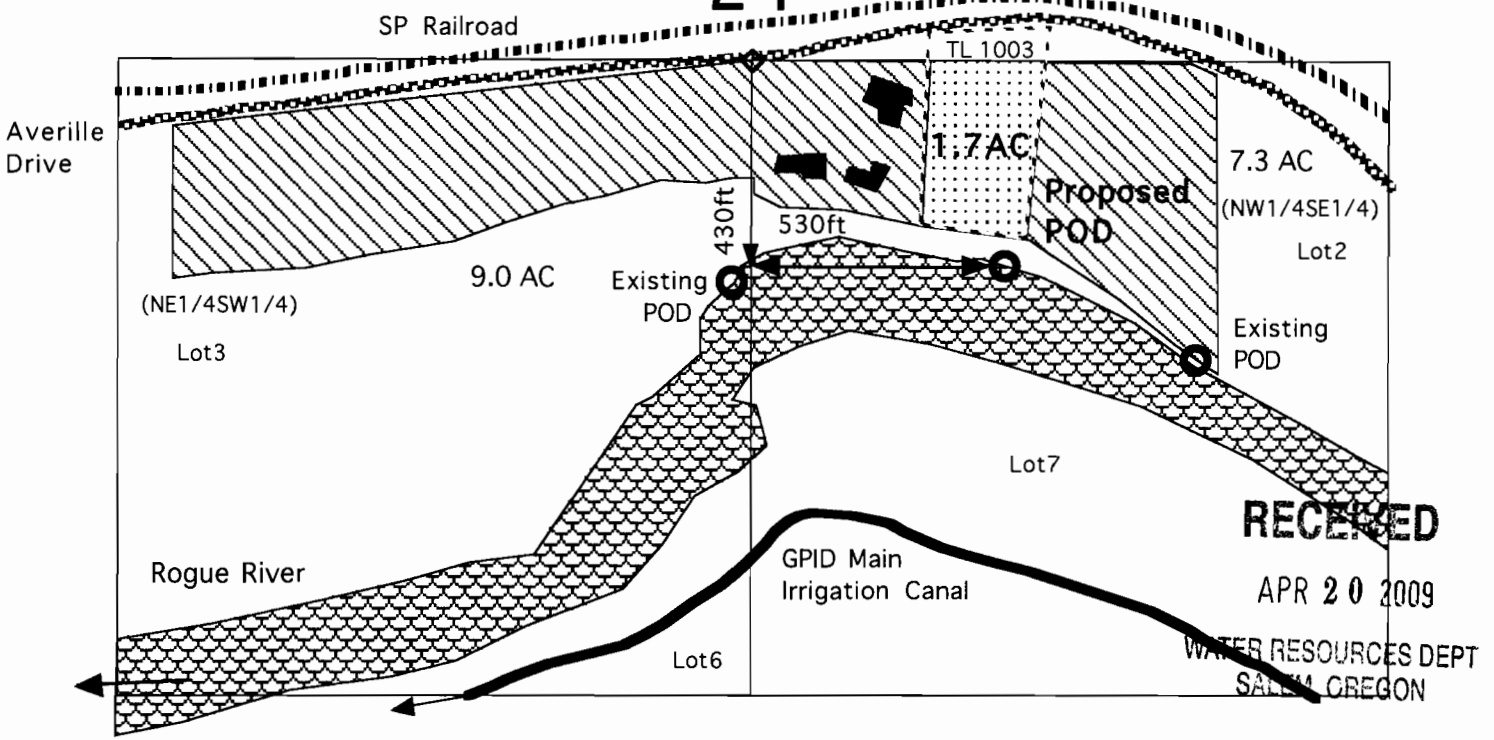 SP Railroad
TL 1003
Averille
Drive
1.7AC
7.3 AC
Proposed
POD
(NW1/4SE1/4)
Lot2
430ft
530ft
9.0 AC
Existing
POD
(NE1/4SW1/4)
Lot3
Existing
POD
Lot7
RECEIVED
APR 20 2009
WATER RESOURCES DEPT
SALEM, OREGON
GPID Main
Irrigation Canal
Rogue River
Lot6